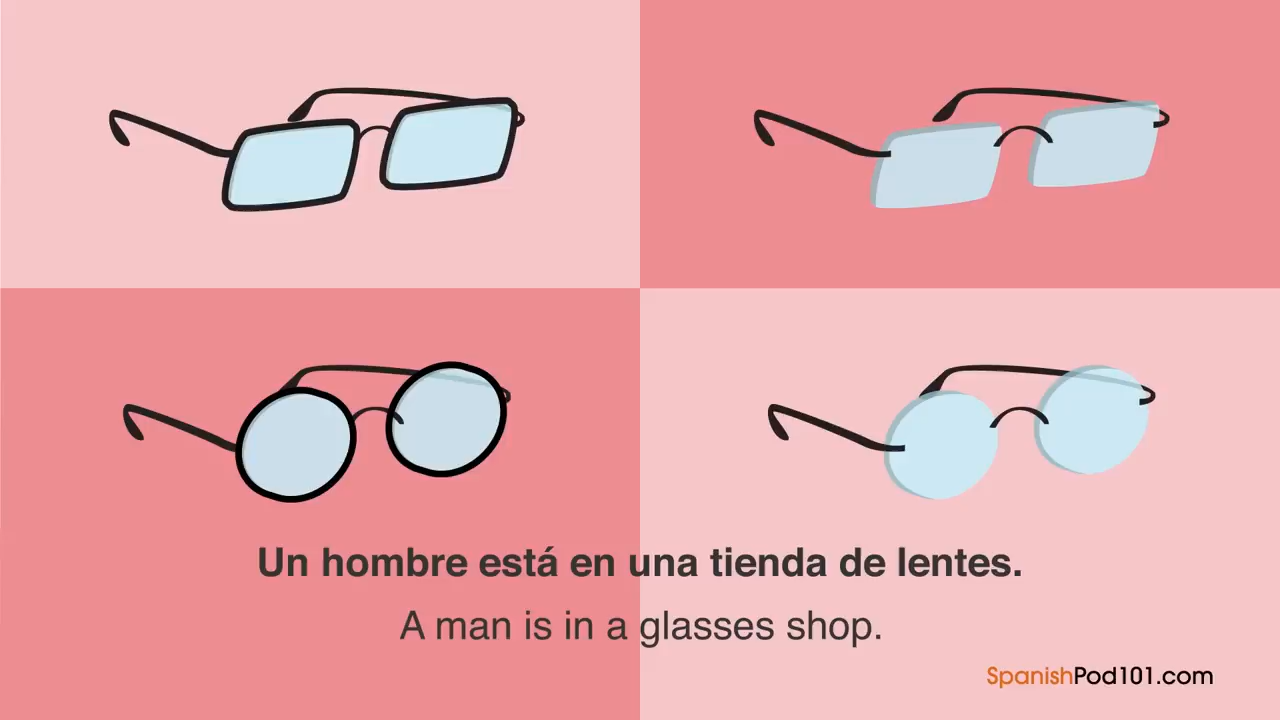 Un hombre está en una tienda de lentes.
A man is in a glasses shop.
SpanishPod101.com